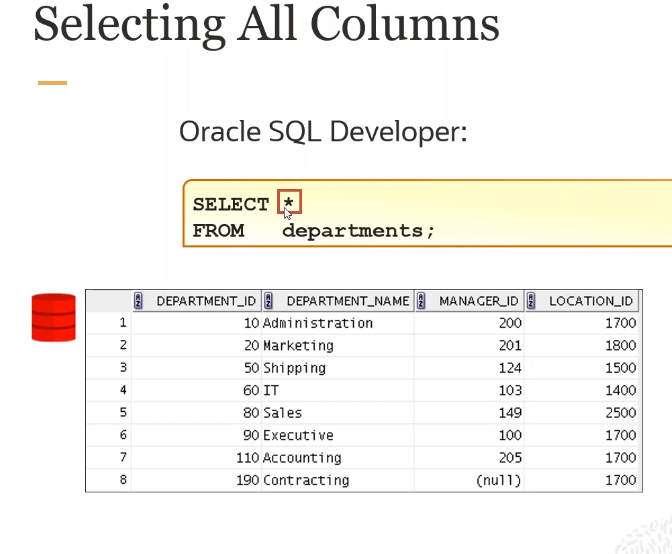 Selecting All Columns
Oracle SQL Developer:
SELECT *
FROM departments;
DEPARTMENT_ID DEPARTMENT_NAME MANAGER_ID LOCATION_ID
1 10 Administration 200 1700
2 20 Marketing 201 1800
3 50 Shipping 124 1500
4 60 IT 103 1400
5 80 Sales 149 2500
6 90 Executive 100 1700
7 110 Accounting 205 1700
8 190 Contracting (null) 1700